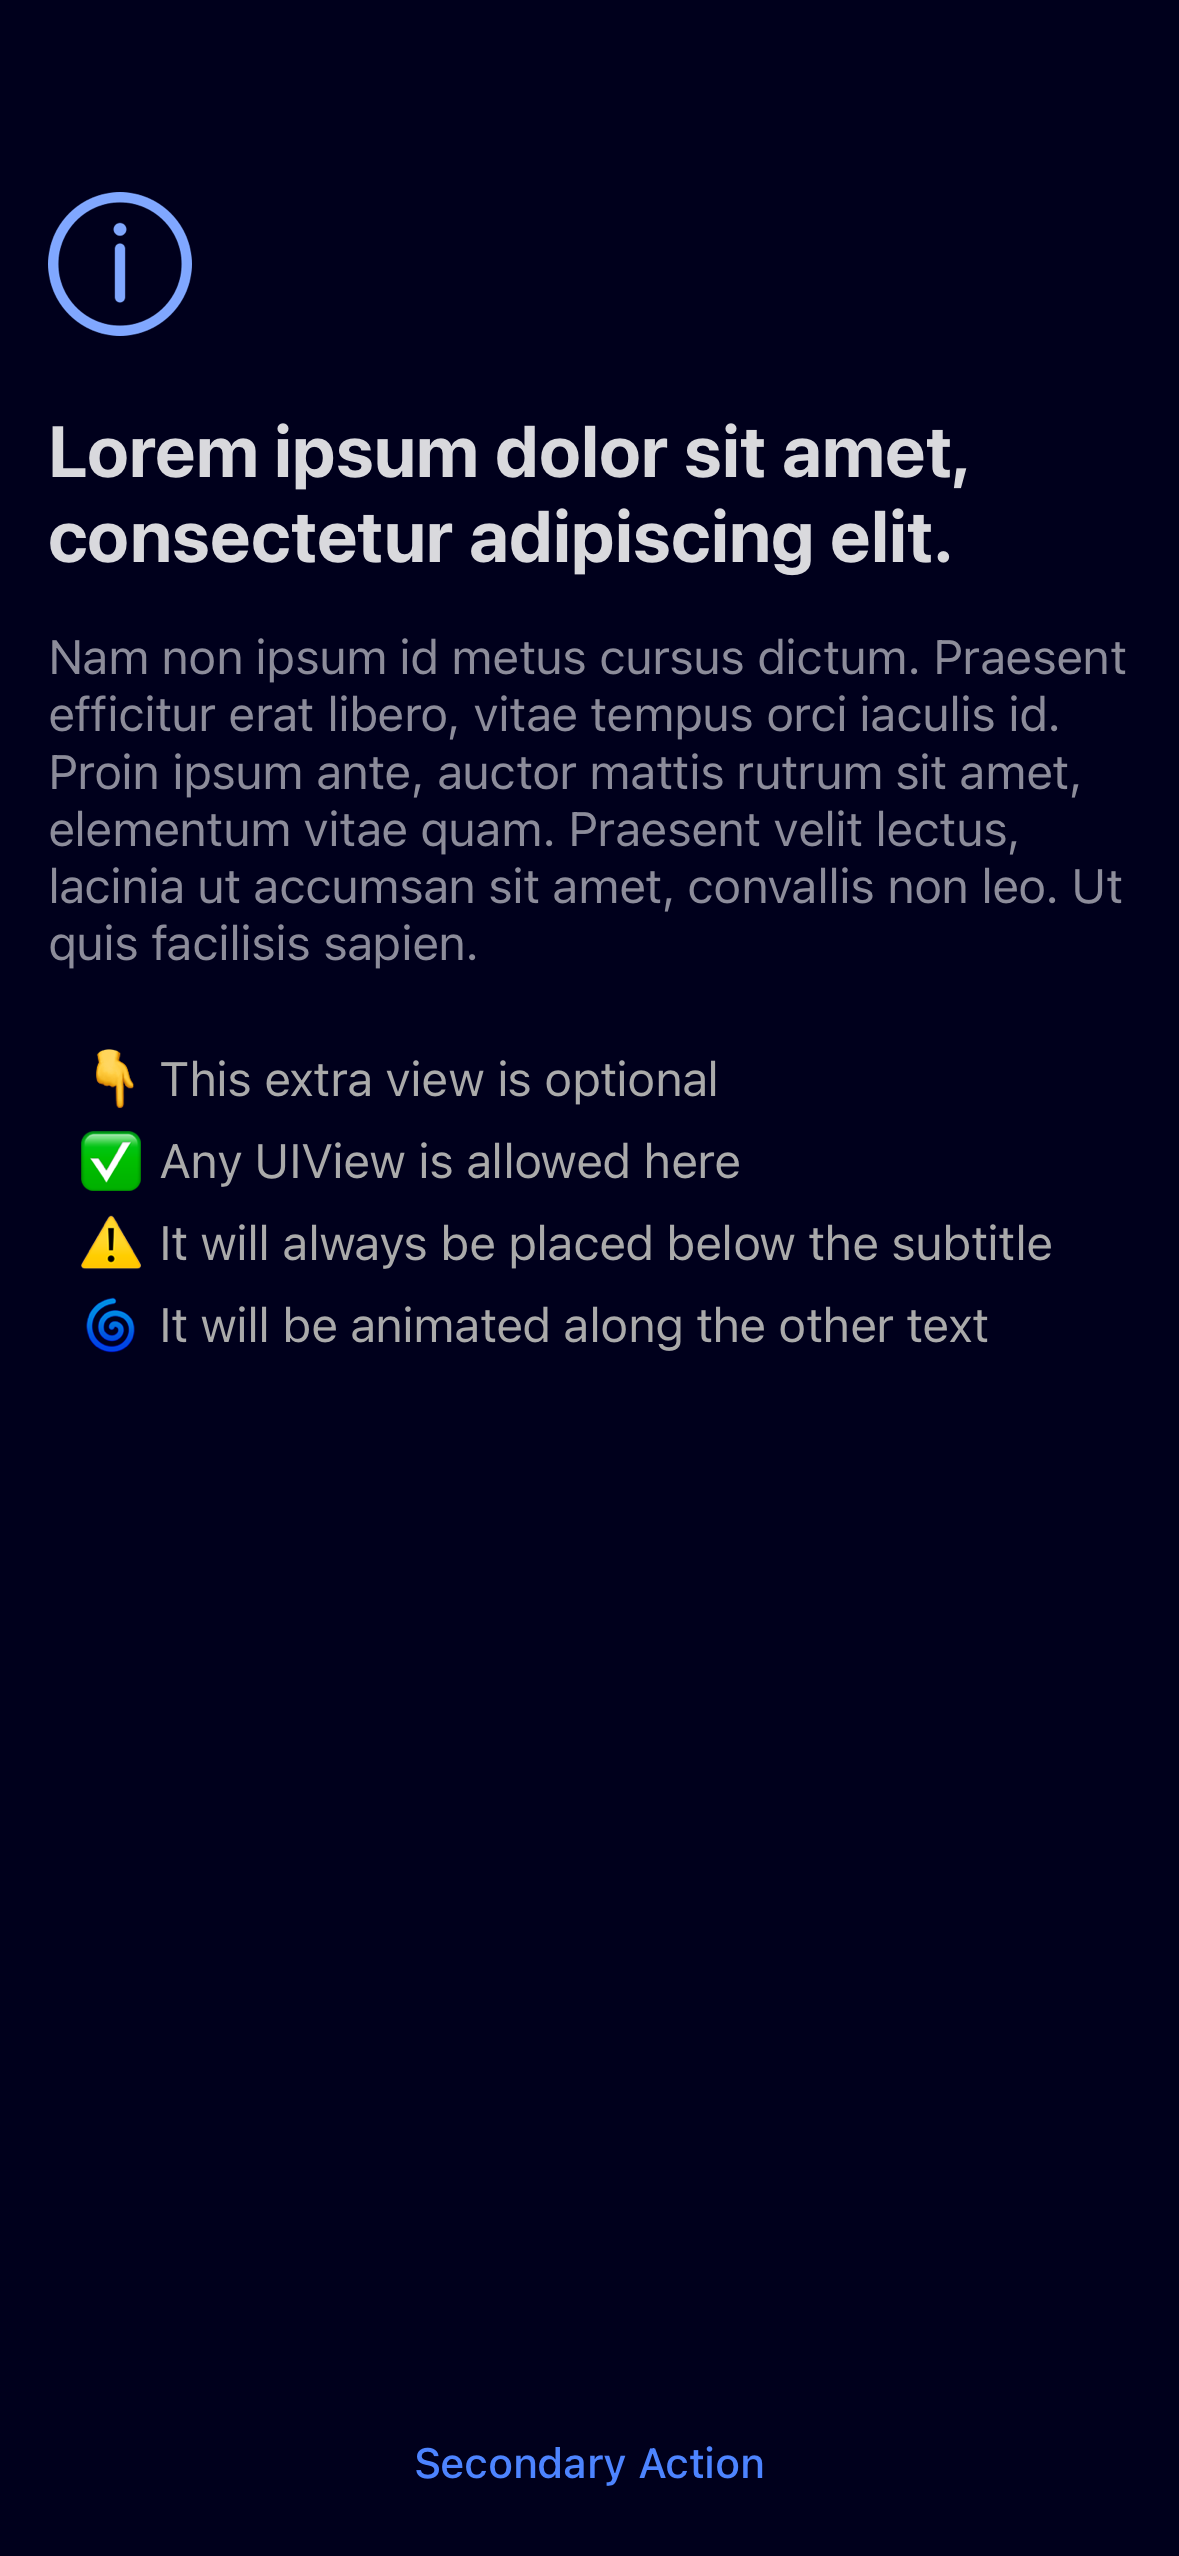 Lorem ipsum dolor sit amet,
consectetur adipiscing elit.
Nam non ipsum id metus cursus dictum. Praesent
efficitur erat libero, vitae tempus orci iaculis id.
Proin ipsum ante, auctor mattis rutrum sit amet,
elementum vitae quam. Praesent velit lectus,
lacinia ut accumsan sit amet, convallis non leo. Ut
quis facilisis sapien.
👇 This extra view is optional
✅ Any UIView is allowed here
⚠️ It will always be placed below the subtitle
🌀 It will be animated along the other text
Secondary Action